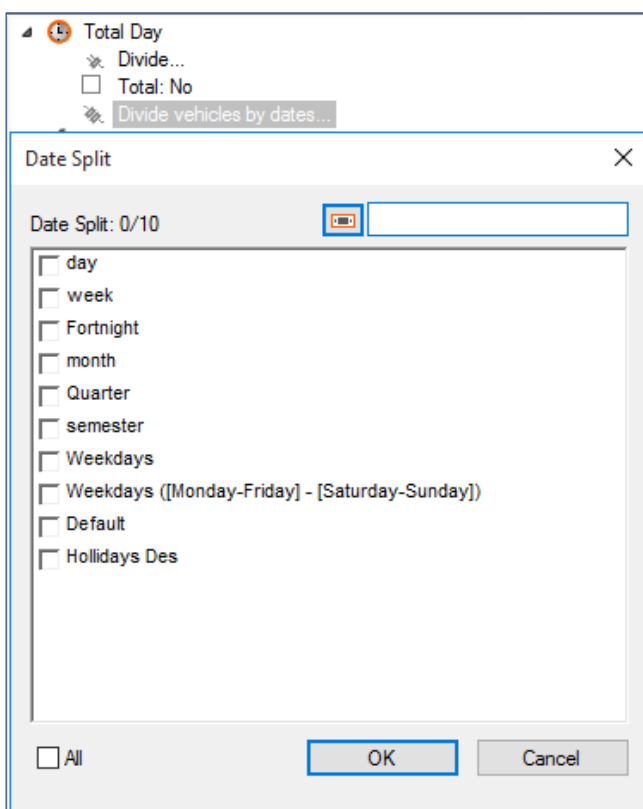 Total Day
Divide...
Total: No
Divide vehicles by dates...
Date Split
Date Split: 0/10
day
week
Fortnight
month
Quarter
semester
Weekdays
Weekdays ([Monday-Friday] - [Saturday-Sunday])
Default
Hollidays Des
All
OK
Cancel